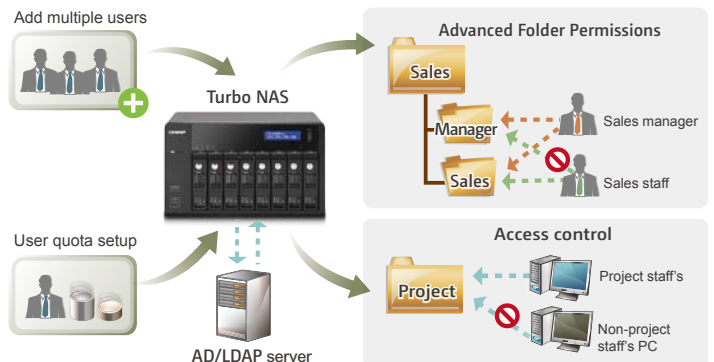 Add multiple users
Turbo NAS
QNAP
User quota setup
AD/LDAP server
Advanced Folder Permissions
Sales
Manager
Sales
Sales manager
Sales staff
Access control
Project
Project staff's
Non-project
staff's PC